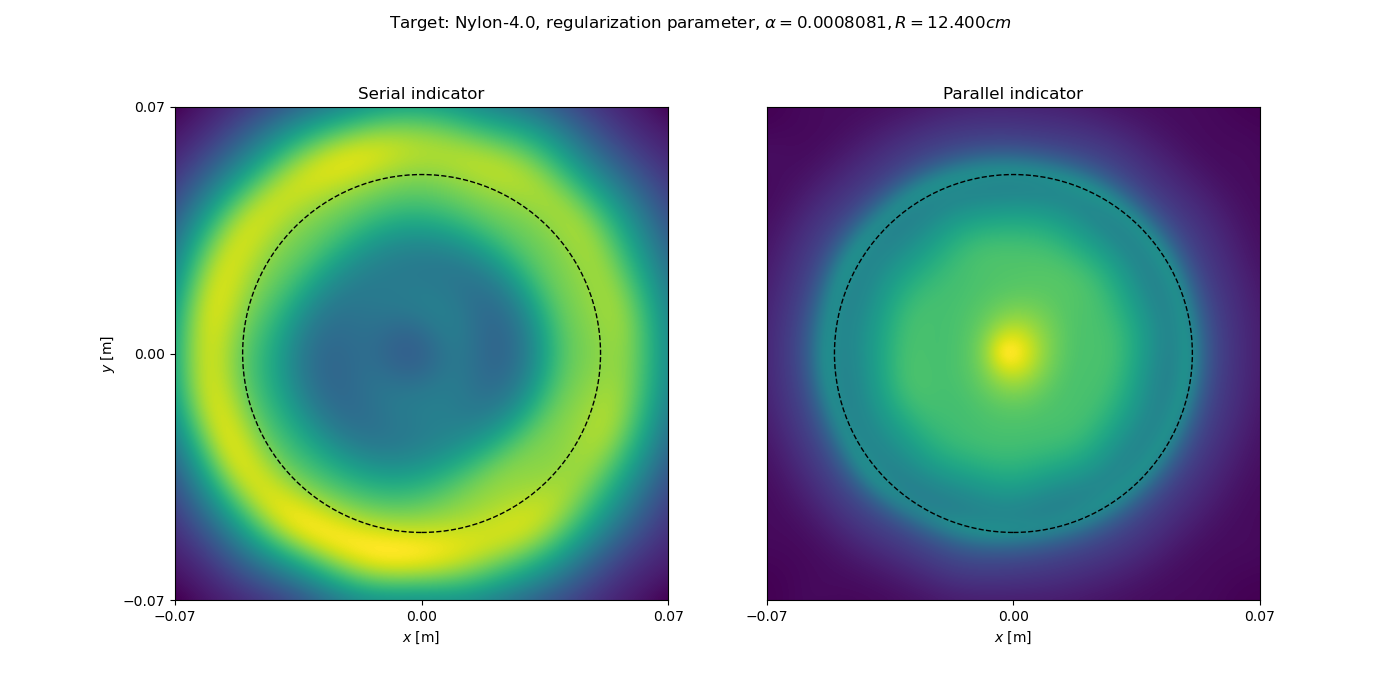 Target: Nylon-4.0, regularization parameter, α = 0.0008081, R = 12.400cm
Serial indicator
Parallel indicator
0.07
0.00
−0.07
y [m]
−0.07
0.00
0.07
x [m]
−0.07
0.00
0.07
x [m]